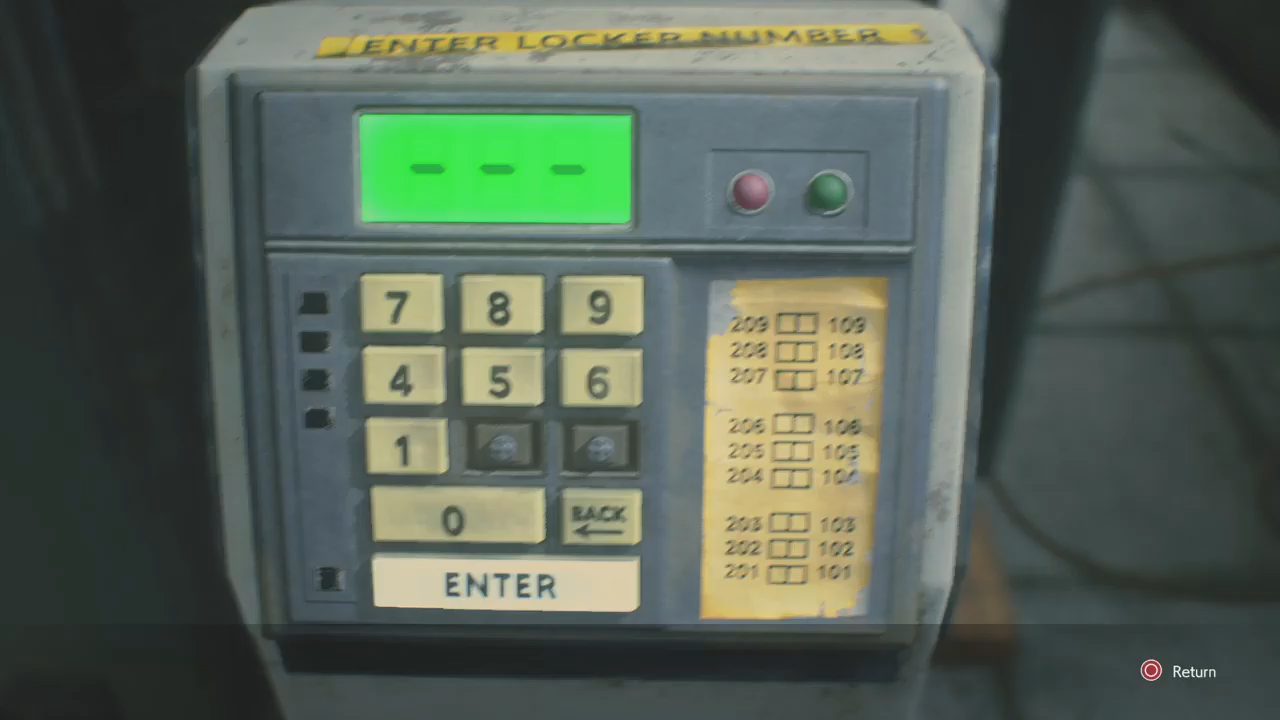 ENTER LOCKER NUMBER
- - -
7 8 9
4 5 6
1
0 BACK
ENTER
209 109
208 108
207 107
206 106
205 105
204 104
203 103
202 102
201 101
Return